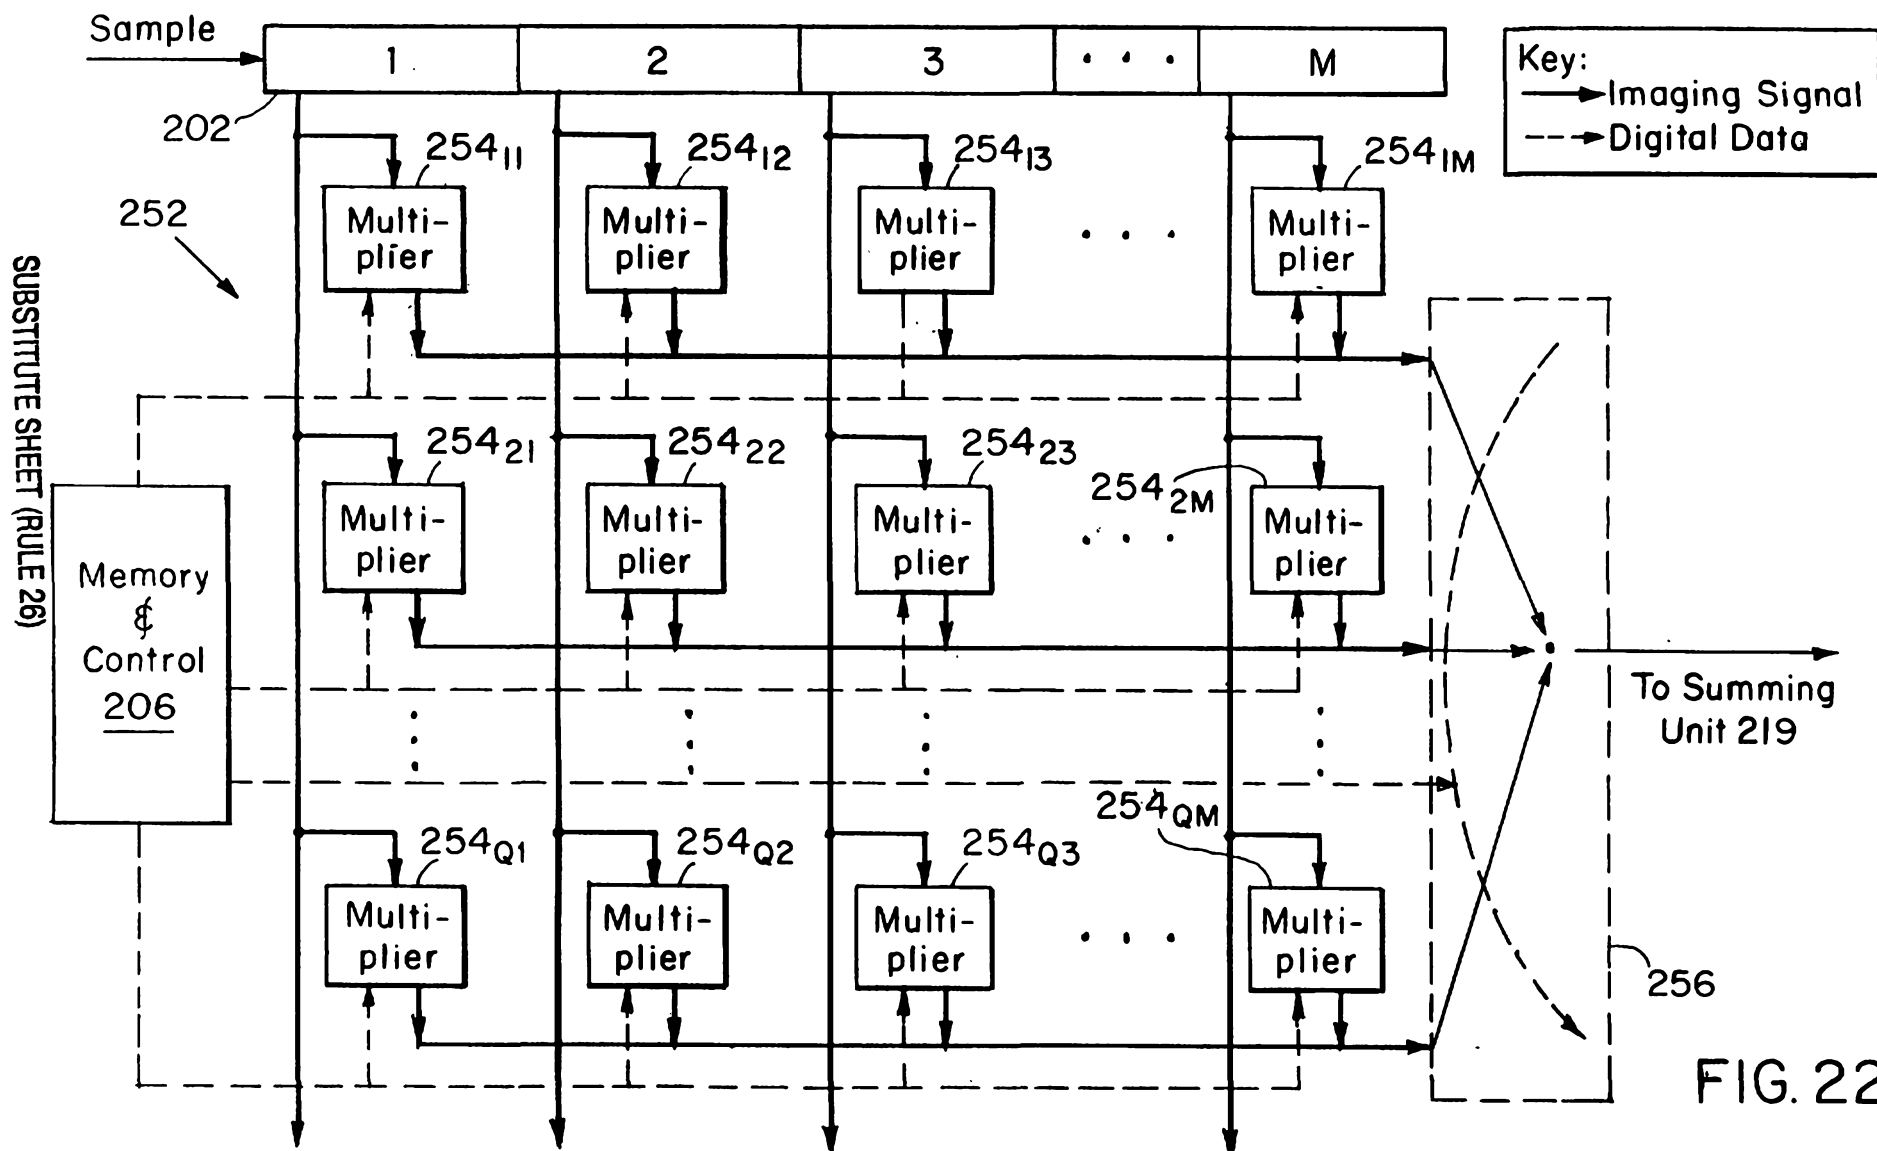 Sample
1 2 3 . . . M
Key:
Imaging Signal
Digital Data
202
254₁₁ 254₁₂ 254₁₃ 254₁M
252
Multi-
plier
Multi-
plier
Multi-
plier
. . .
Multi-
plier
SUBSTITUTE SHEET (RULE 26)
254₂₁ 254₂₂ 254₂₃ 254₂M
Multi-
plier
Multi-
plier
Multi-
plier
. . .
Multi-
plier
Memory
&
Control
206
To Summing
Unit 219
254Q1 254Q2 254Q3 254QM
Multi-
plier
Multi-
plier
Multi-
plier
. . .
Multi-
plier
256
FIG. 22